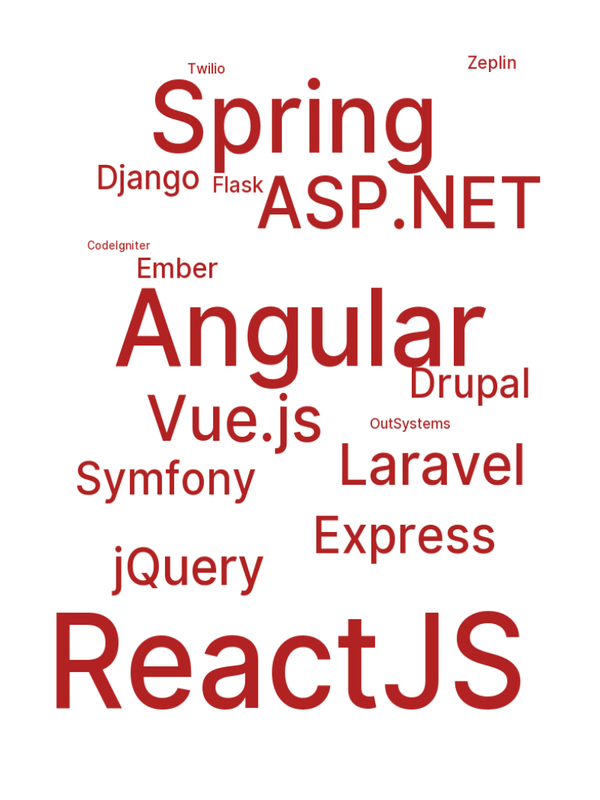 Zeplin
Twilio
Spring
Django
Flask
ASP.NET
CodeIgniter
Ember
Angular
Drupal
Vue.js
OutSystems
Laravel
Symfony
Express
jQuery
ReactJS